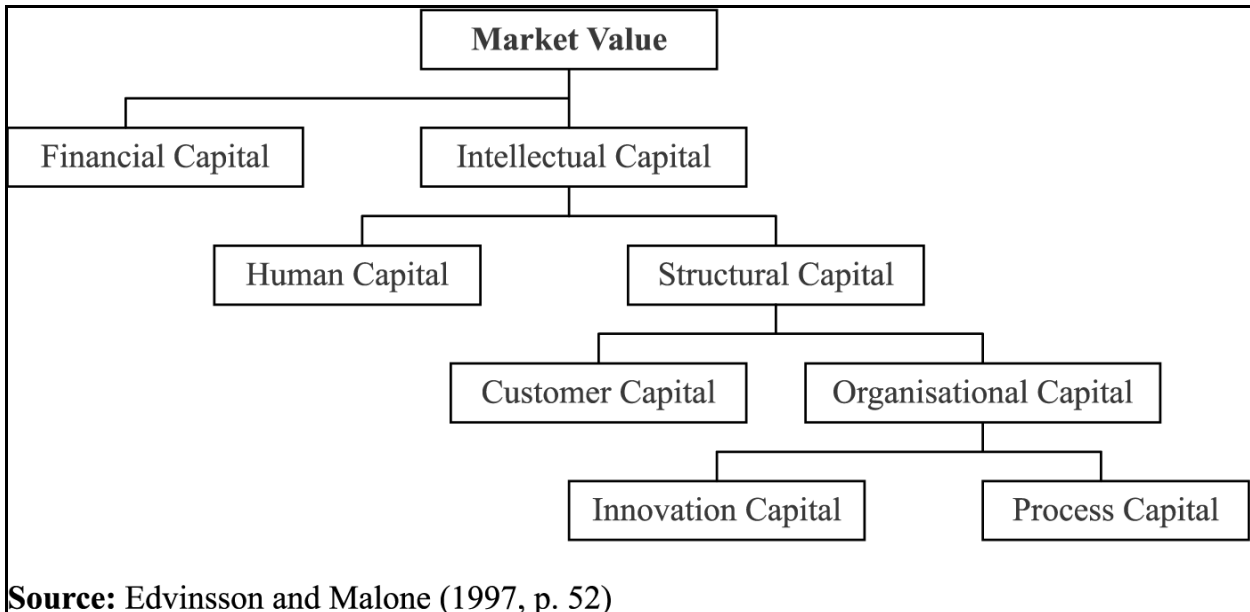 Market Value
Financial Capital
Intellectual Capital
Human Capital
Structural Capital
Customer Capital
Organisational Capital
Innovation Capital
Process Capital
Source: Edvinsson and Malone (1997, p. 52)